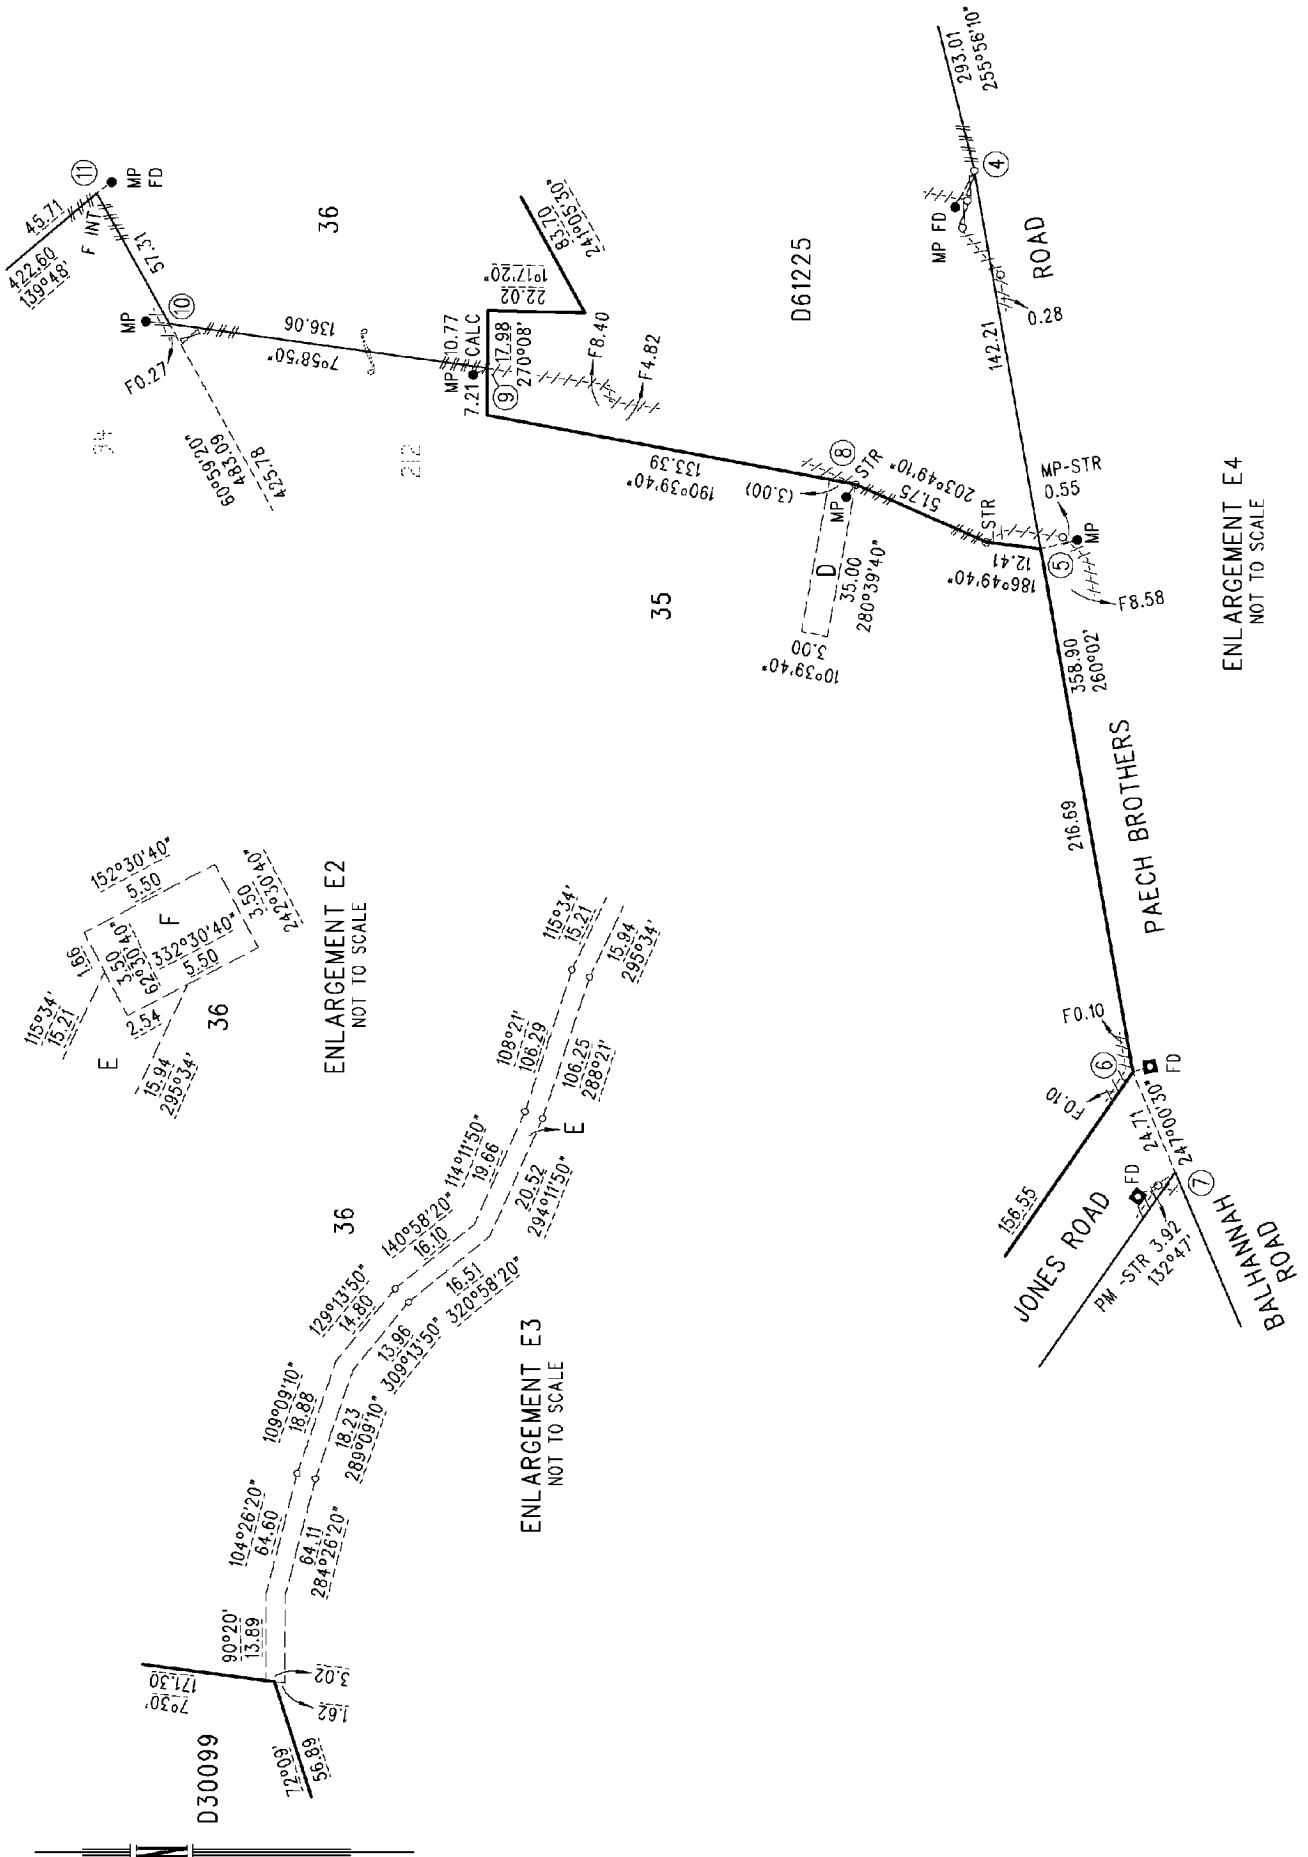 N
D30099
7°30'
171.30
72°09'
56.89
1.62
3.02
90°20'
13.89
104°26'20"
64.60
64.11
284°26'20"
109°09'10"
18.88
18.23
289°09'10"
129°13'50"
14.80
13.96
309°13'50"
140°58'20"
16.10
16.51
320°58'20"
114°11'50"
19.66
20.52
294°11'50"
E
108°21'
106.29
106.25
288°21'
115°34'
15.21
15.94
295°34'
36
ENLARGEMENT E3
NOT TO SCALE
115°34'
15.21
E
15.94
295°34'
2.54
1.66
3.50
62°30'40"
F
332°30'40"
5.50
152°30'40"
5.50
3.50
242°30'40"
36
ENLARGEMENT E2
NOT TO SCALE
422.60
139°48'
45.71
F INT
11
MP
FD
57.31
10
MP
F0.27
60°59'20"
483.09
425.78
94
212
36
136.06
7°58'50"
MP
7.21
10.77
CALC
17.98
270°08'
9
22.02
1°17'20"
83.70
241°05'30"
F8.40
F4.82
D61225
133.39
190°39'40"
(3.00)
8
STR
MP
D
35.00
280°39'40"
3.00
10°39'40"
51.75
203°49'10"
STR
35
12.41
186°49'40"
5
MP-STR
0.55
MP
F8.58
142.21
0.28
MP FD
4
293.01
255°56'10"
ROAD
358.90
260°02'
216.69
PAECH BROTHERS
F0.10
F0.10
6
FD
24.71
247°00'30"
7
FD
156.55
JONES ROAD
PM -STR 3.92
132°47'
BALHANNAH
ROAD
ENLARGEMENT E4
NOT TO SCALE